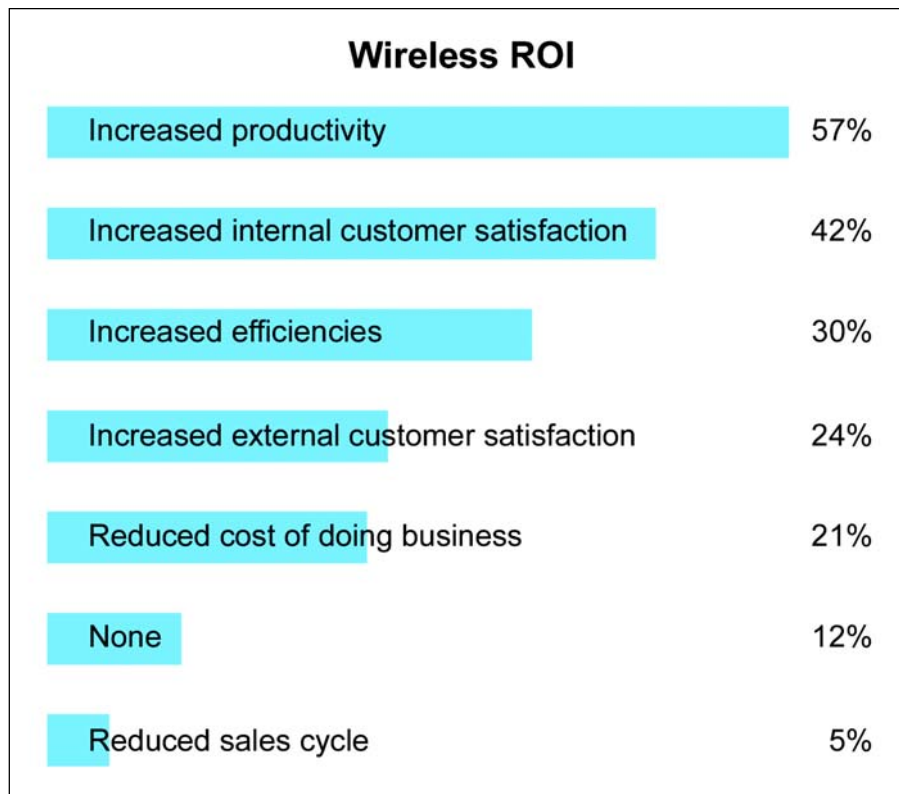 Wireless ROI
Increased productivity 57%
Increased internal customer satisfaction 42%
Increased efficiencies 30%
Increased external customer satisfaction 24%
Reduced cost of doing business 21%
None 12%
Reduced sales cycle 5%